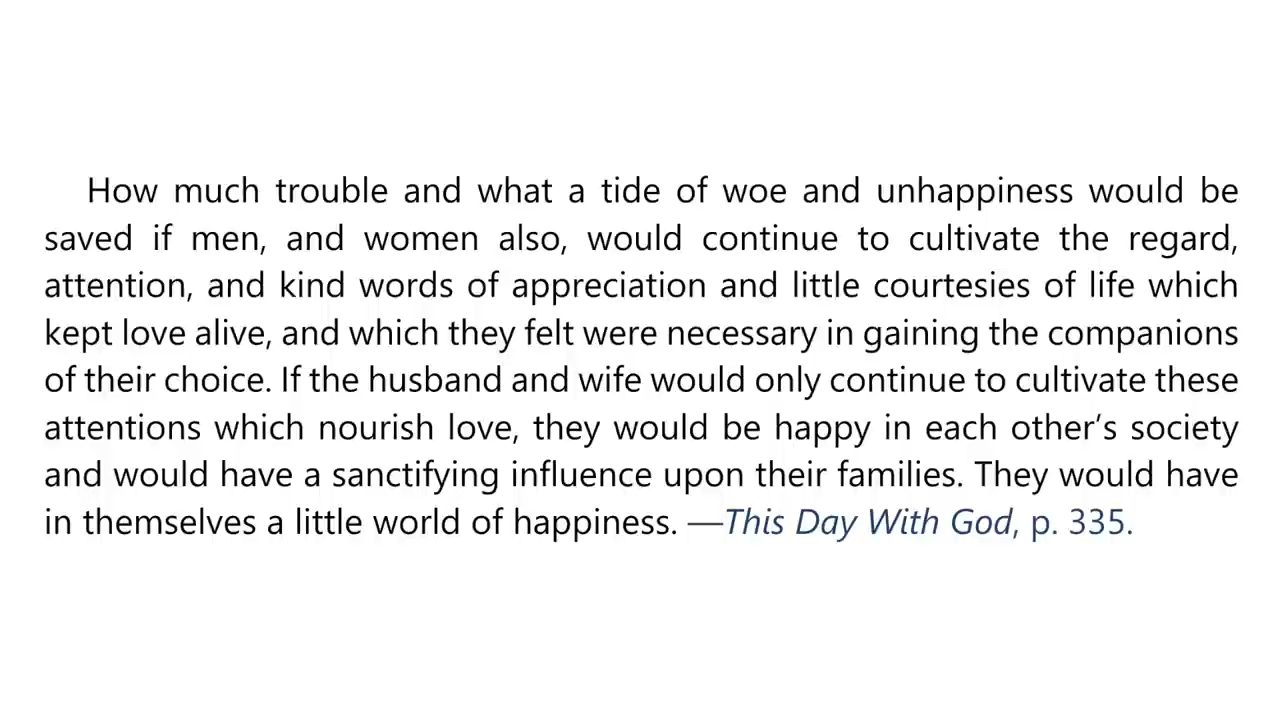 How much trouble and what a tide of woe and unhappiness would be
saved if men, and women also, would continue to cultivate the regard,
attention, and kind words of appreciation and little courtesies of life which
kept love alive, and which they felt were necessary in gaining the companions
of their choice. If the husband and wife would only continue to cultivate these
attentions which nourish love, they would be happy in each other’s society
and would have a sanctifying influence upon their families. They would have
in themselves a little world of happiness. —This Day With God, p. 335.